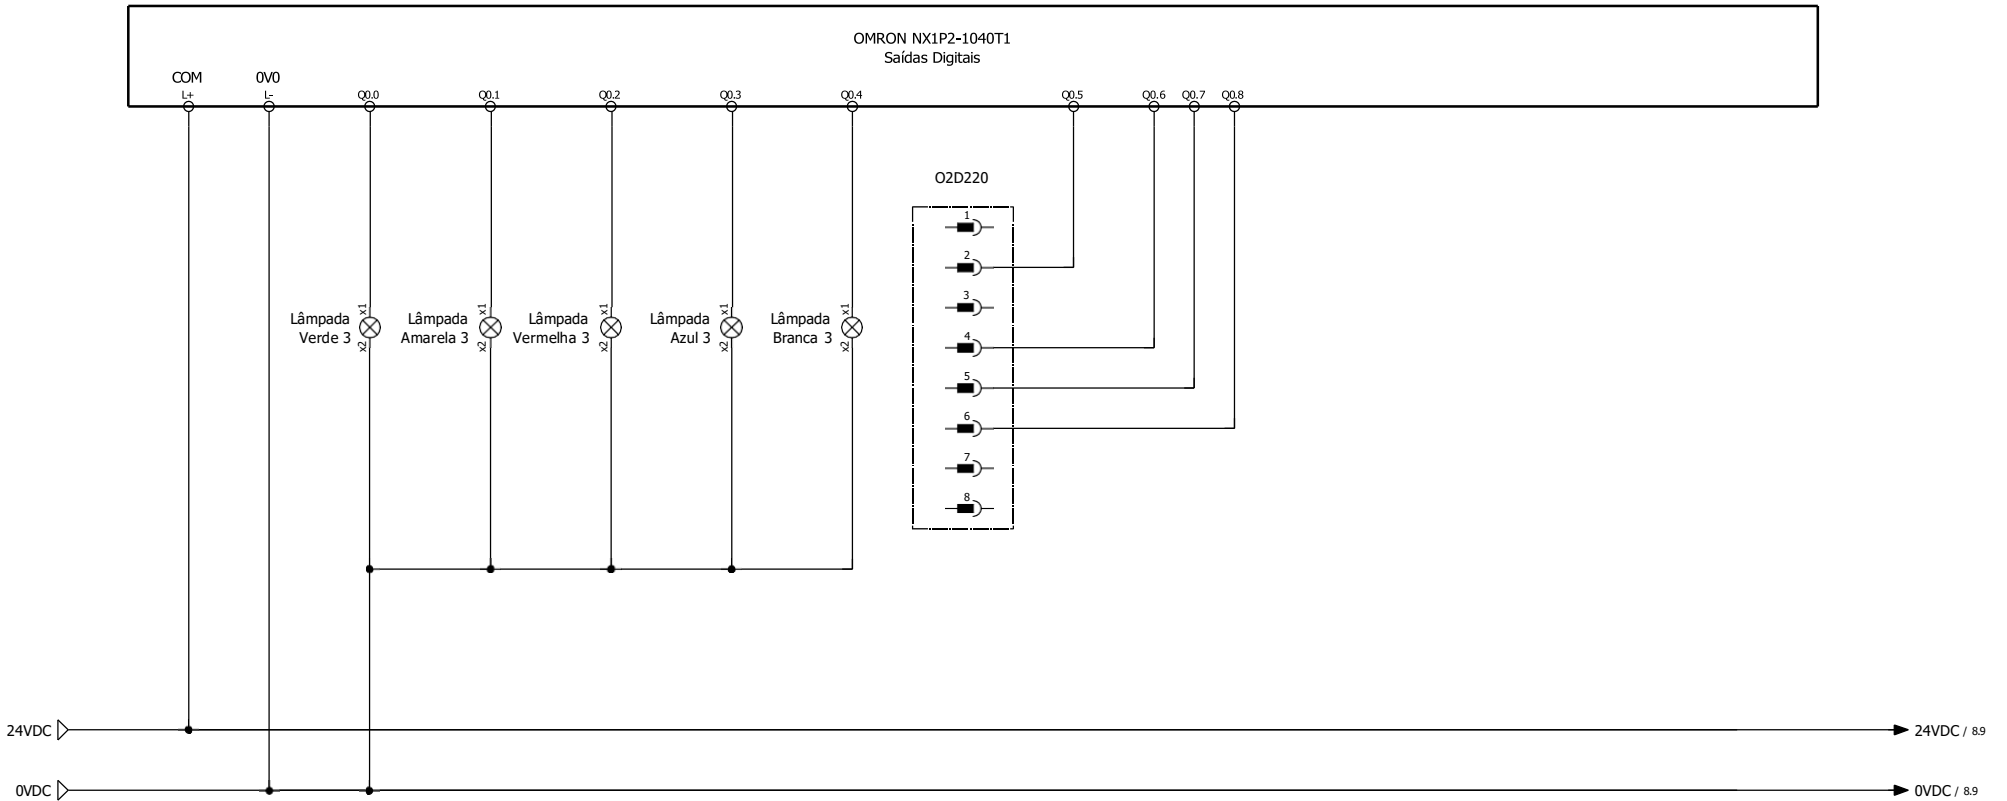 OMRON NX1P2-1040T1
Saídas Digitais
COM
0V0
L+
L-
Q0.0
Q0.1
Q0.2
Q0.3
Q0.4
Q0.5
Q0.6
Q0.7
Q0.8
O2D220
1
2
3
4
5
6
7
8
x1
x1
x1
x1
x1
Lâmpada
Verde 3
Lâmpada
Amarela 3
Lâmpada
Vermelha 3
Lâmpada
Azul 3
Lâmpada
Branca 3
x2
x2
x2
x2
x2
24VDC
24VDC / 8.9
0VDC
0VDC / 8.9